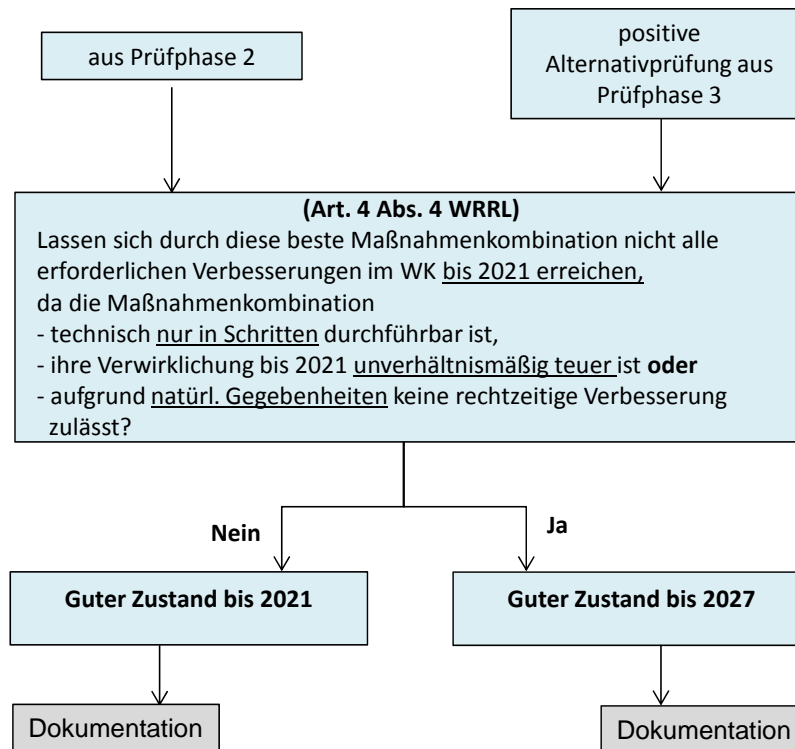 aus Prüfphase 2
positive
Alternativprüfung aus
Prüfphase 3
(Art. 4 Abs. 4 WRRL)
Lassen sich durch diese beste Maßnahmenkombination nicht alle
erforderlichen Verbesserungen im WK bis 2021 erreichen,
da die Maßnahmenkombination
- technisch nur in Schritten durchführbar ist,
- ihre Verwirklichung bis 2021 unverhältnismäßig teuer ist oder
- aufgrund natürl. Gegebenheiten keine rechtzeitige Verbesserung
zulässt?
Nein
Ja
Guter Zustand bis 2021
Guter Zustand bis 2027
Dokumentation
Dokumentation